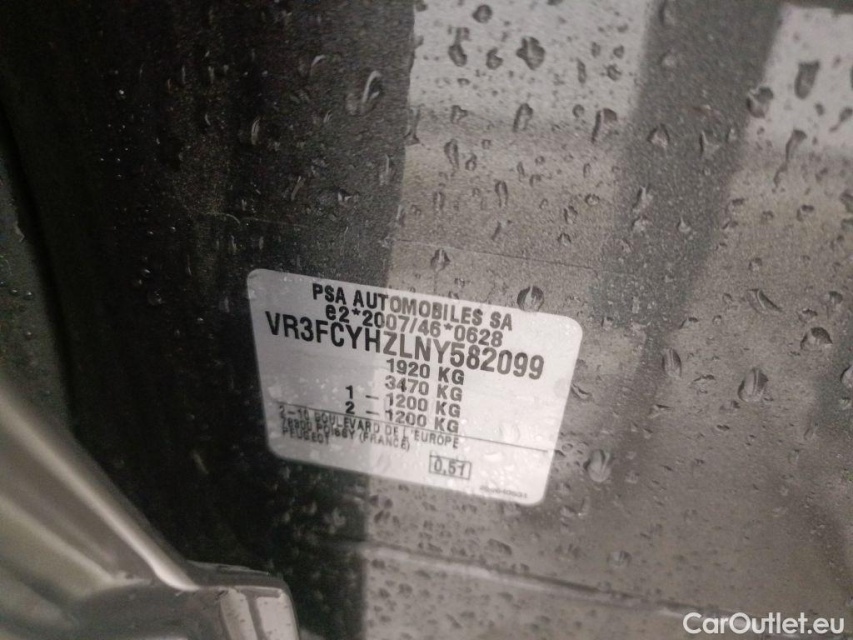 PSA AUTOMOBILES SA
e2*2007/46*0628
VR3FCYHZLNY582099
1920 KG
3470 KG
1 - 1200 KG
2 - 1200 KG
2-10 BOULEVARD DE L'EUROPE
POISSY (FRANCE)
PEUGEOT
0.51
CarOutlet.eu